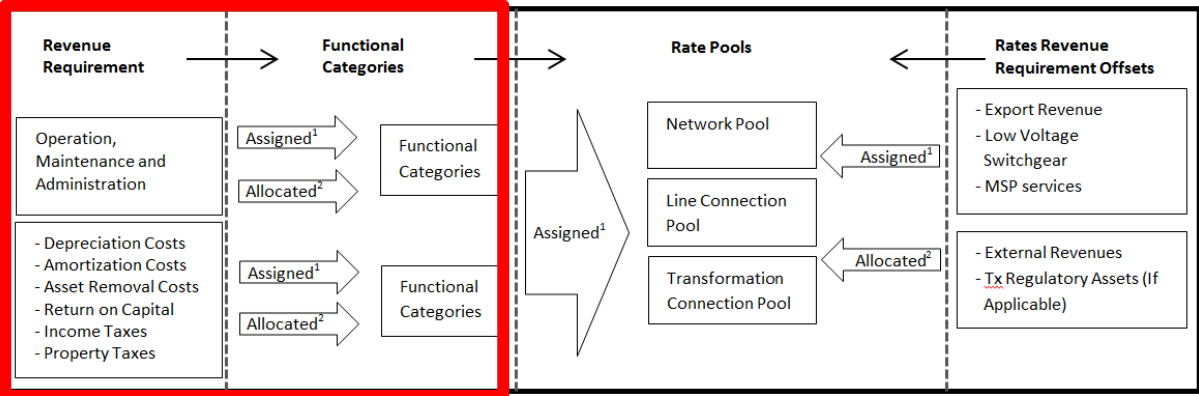 Revenue
Requirement
Functional
Categories
Rate Pools
Rates Revenue
Requirement Offsets
Operation,
Maintenance and
Administration
Assigned1
Allocated2
Functional
Categories
- Depreciation Costs
- Amortization Costs
- Asset Removal Costs
- Return on Capital
- Income Taxes
- Property Taxes
Assigned1
Allocated2
Functional
Categories
Assigned1
Network Pool
Line Connection
Pool
Transformation
Connection Pool
Assigned1
Allocated2
- Export Revenue
- Low Voltage
Switchgear
- MSP services
- External Revenues
- Tx Regulatory Assets (If
Applicable)